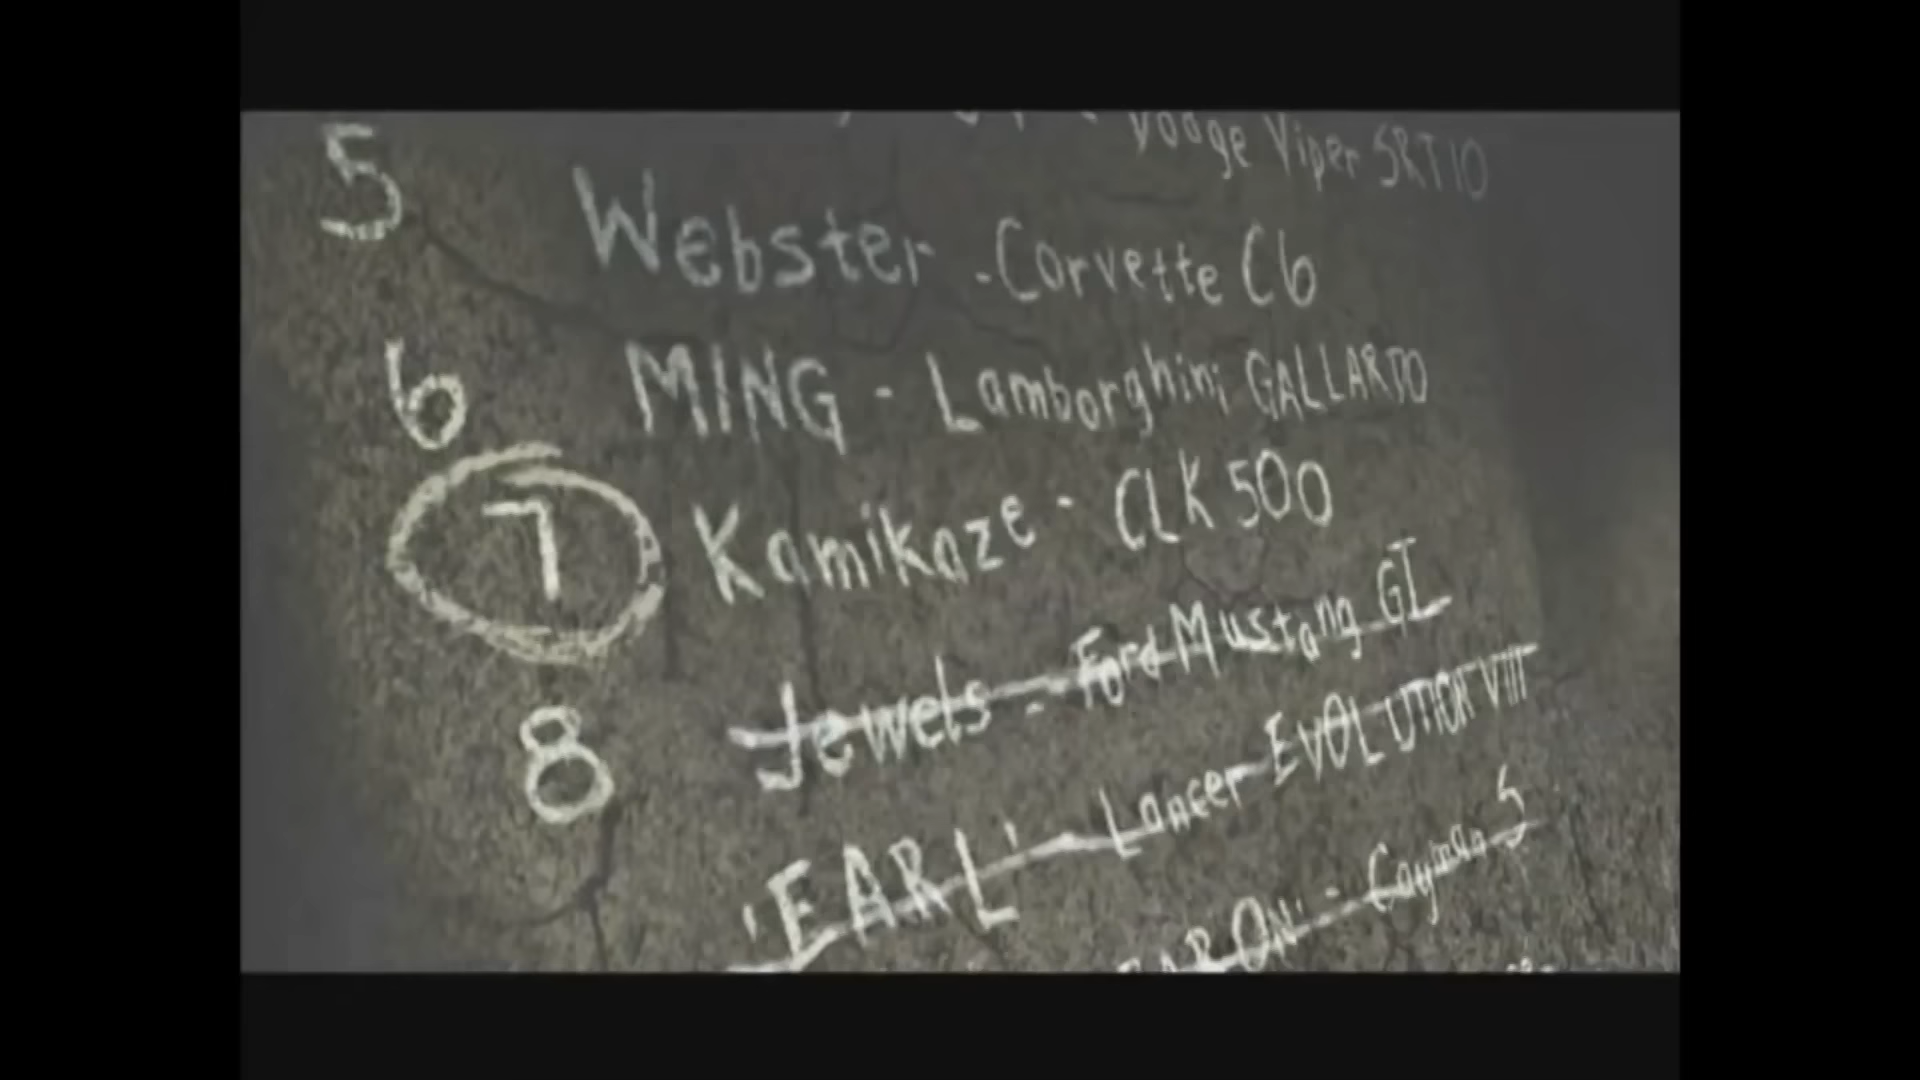 Dodge Viper SRT10
5 Webster - Corvette C6
6 MING - Lamborghini GALLARDO
7 Kamikaze - CLK 500
8 Jewels - Ford Mustang GT
'EARL' - Lancer EVOLUTION VIII
BARON' - Cayman S